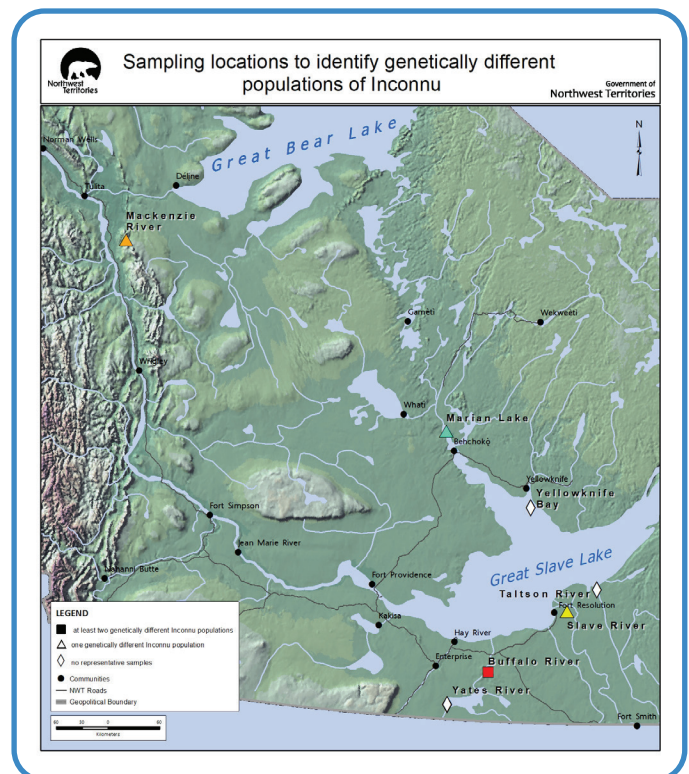 Sampling locations to identify genetically different
populations of Inconnu
Northwest
Territories
Government of
Northwest Territories
Great Bear Lake
N
Norman Wells
Tulita
Déline
Mackenzie
River
Gamètì
Wekweètì
Wrigley
Whatì
Marian Lake
Behchokǫ̀
Yellowknife
Yellowknife
Bay
Fort Simpson
Jean Marie River
Great Slave Lake
Nahanni Butte
Fort Providence
Taltson River
Fort Resolution
Slave River
Kakisa
Hay River
Enterprise
Buffalo River
Yates River
Fort Smith
LEGEND
at least two genetically different Inconnu populations
one genetically different Inconnu population
no representative samples
Communities
NWT Roads
Geopolitical Boundary
60 30 0 60
Kilometers